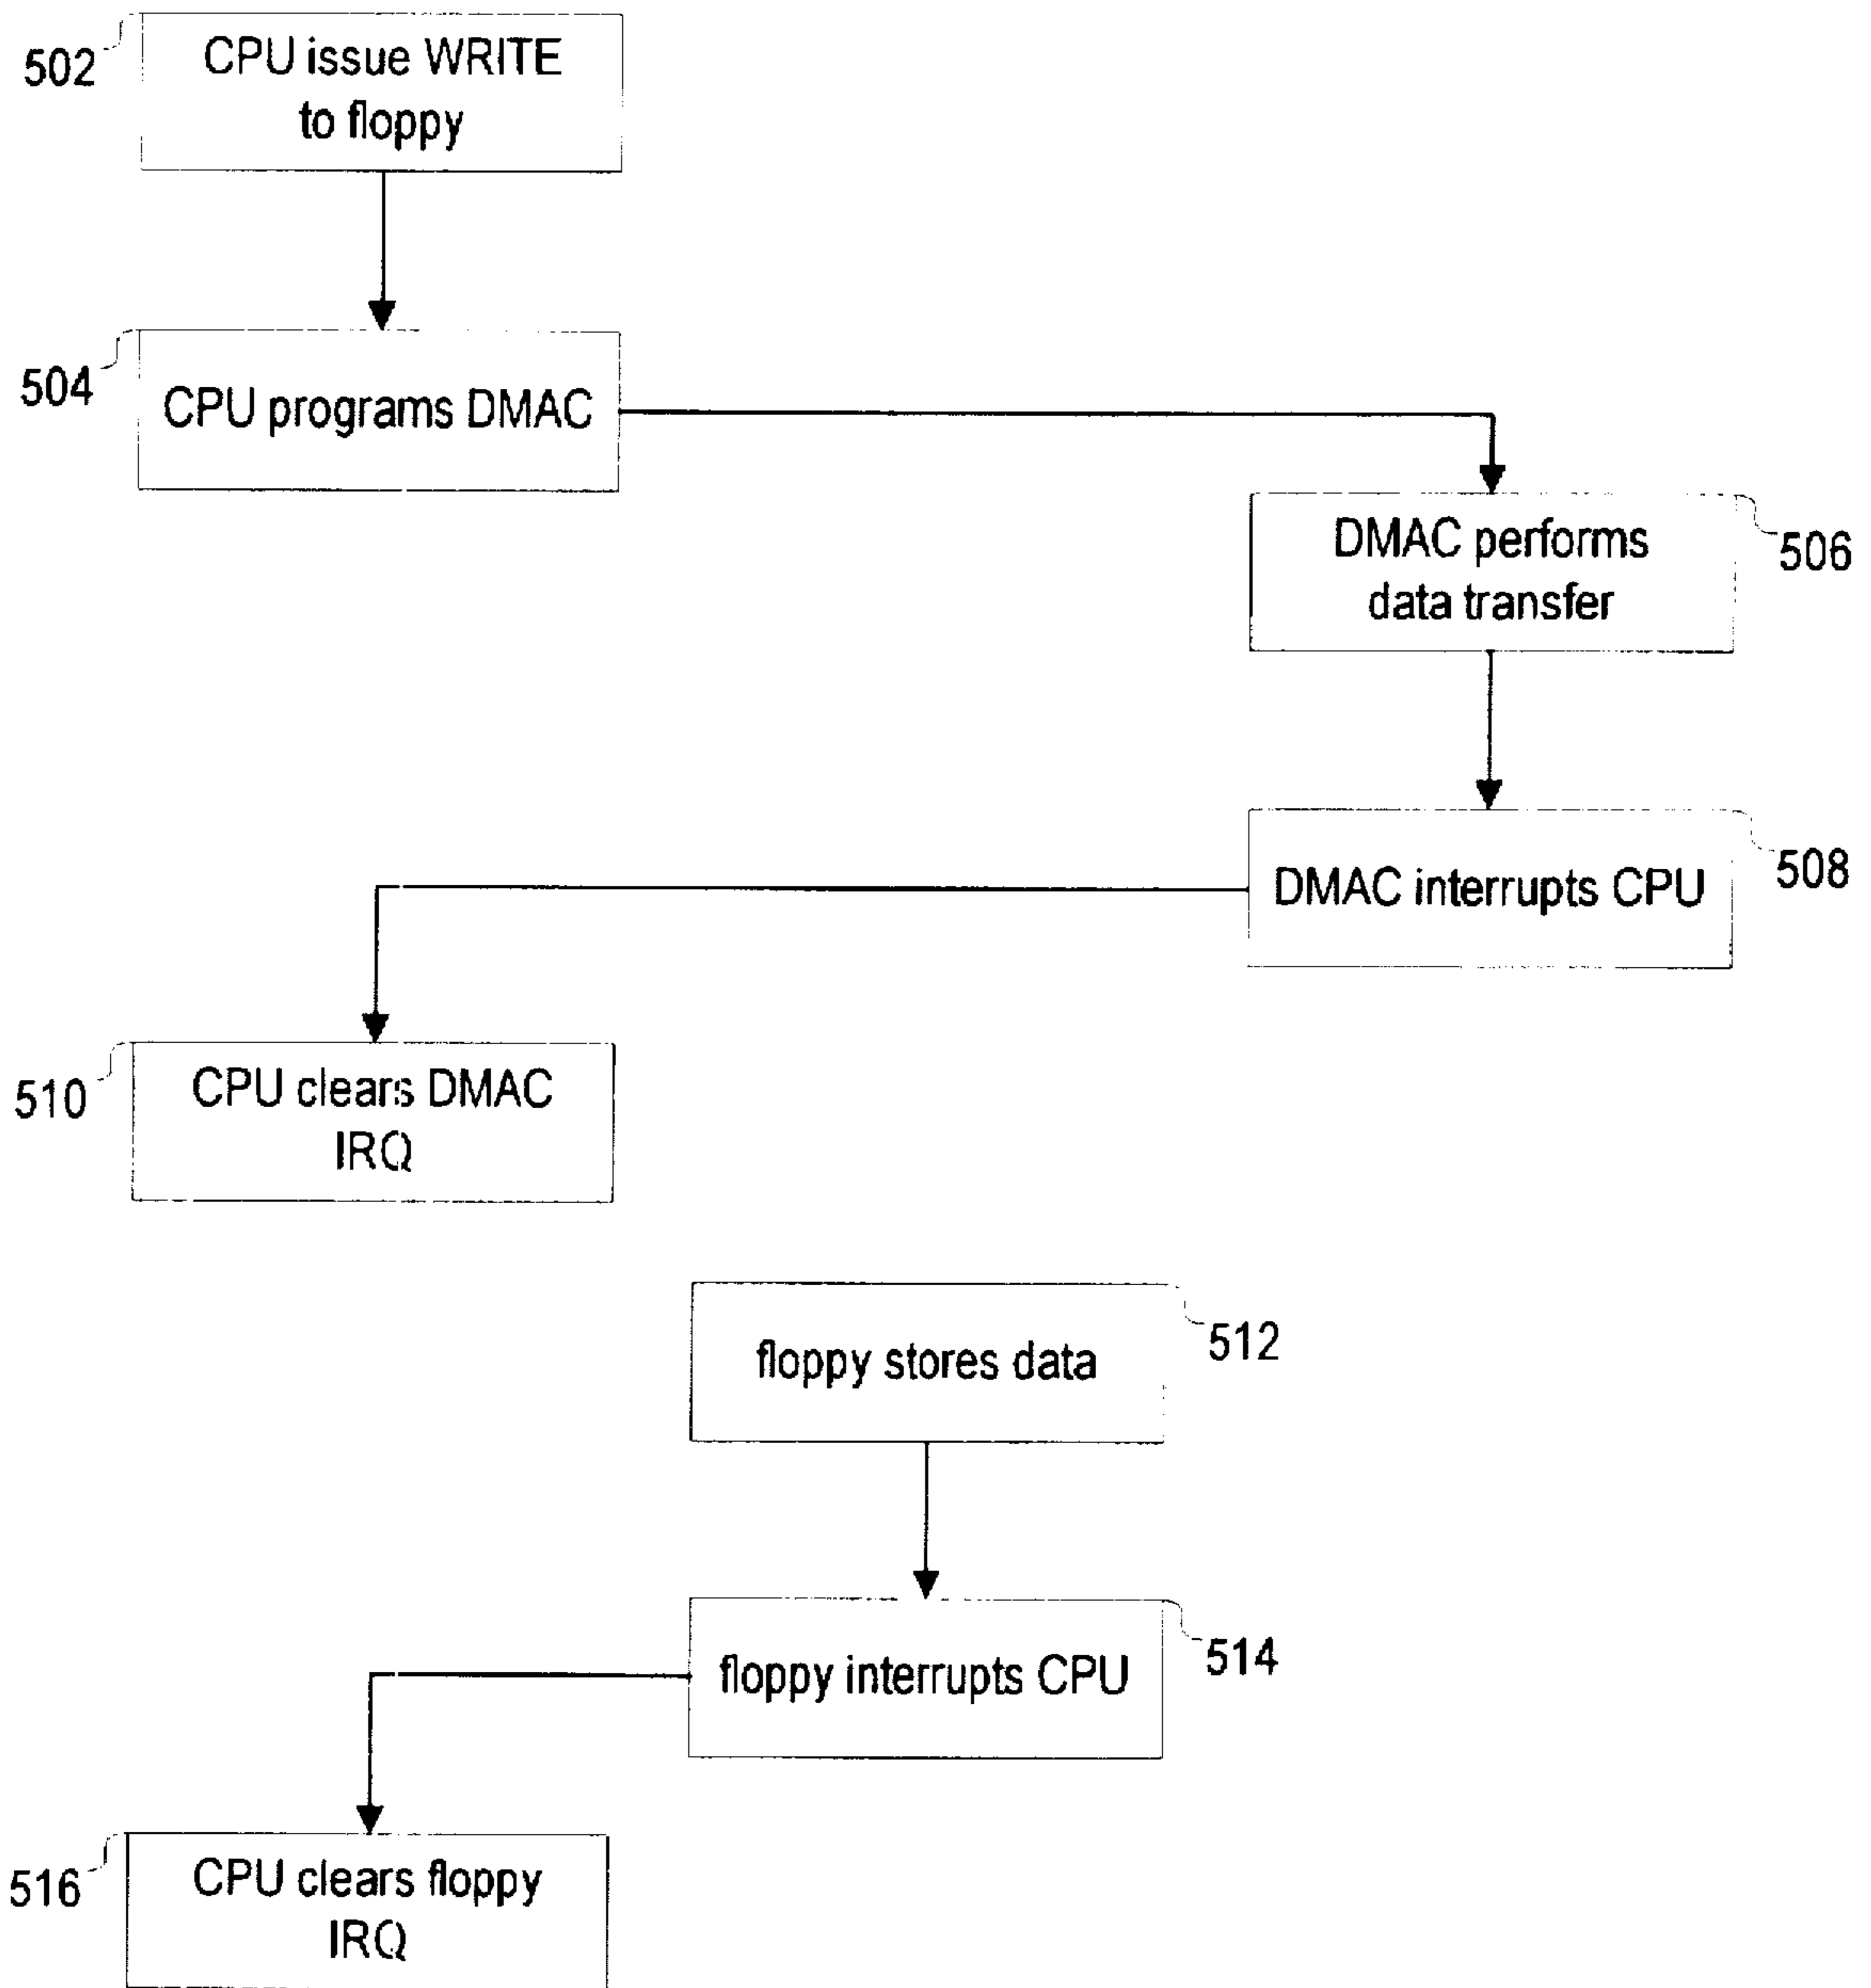 502
CPU issue WRITE
to floppy
504
CPU programs DMAC
DMAC performs
data transfer
506
DMAC interrupts CPU
508
510
CPU clears DMAC
IRQ
floppy stores data
512
floppy interrupts CPU
514
516
CPU clears floppy
IRQ